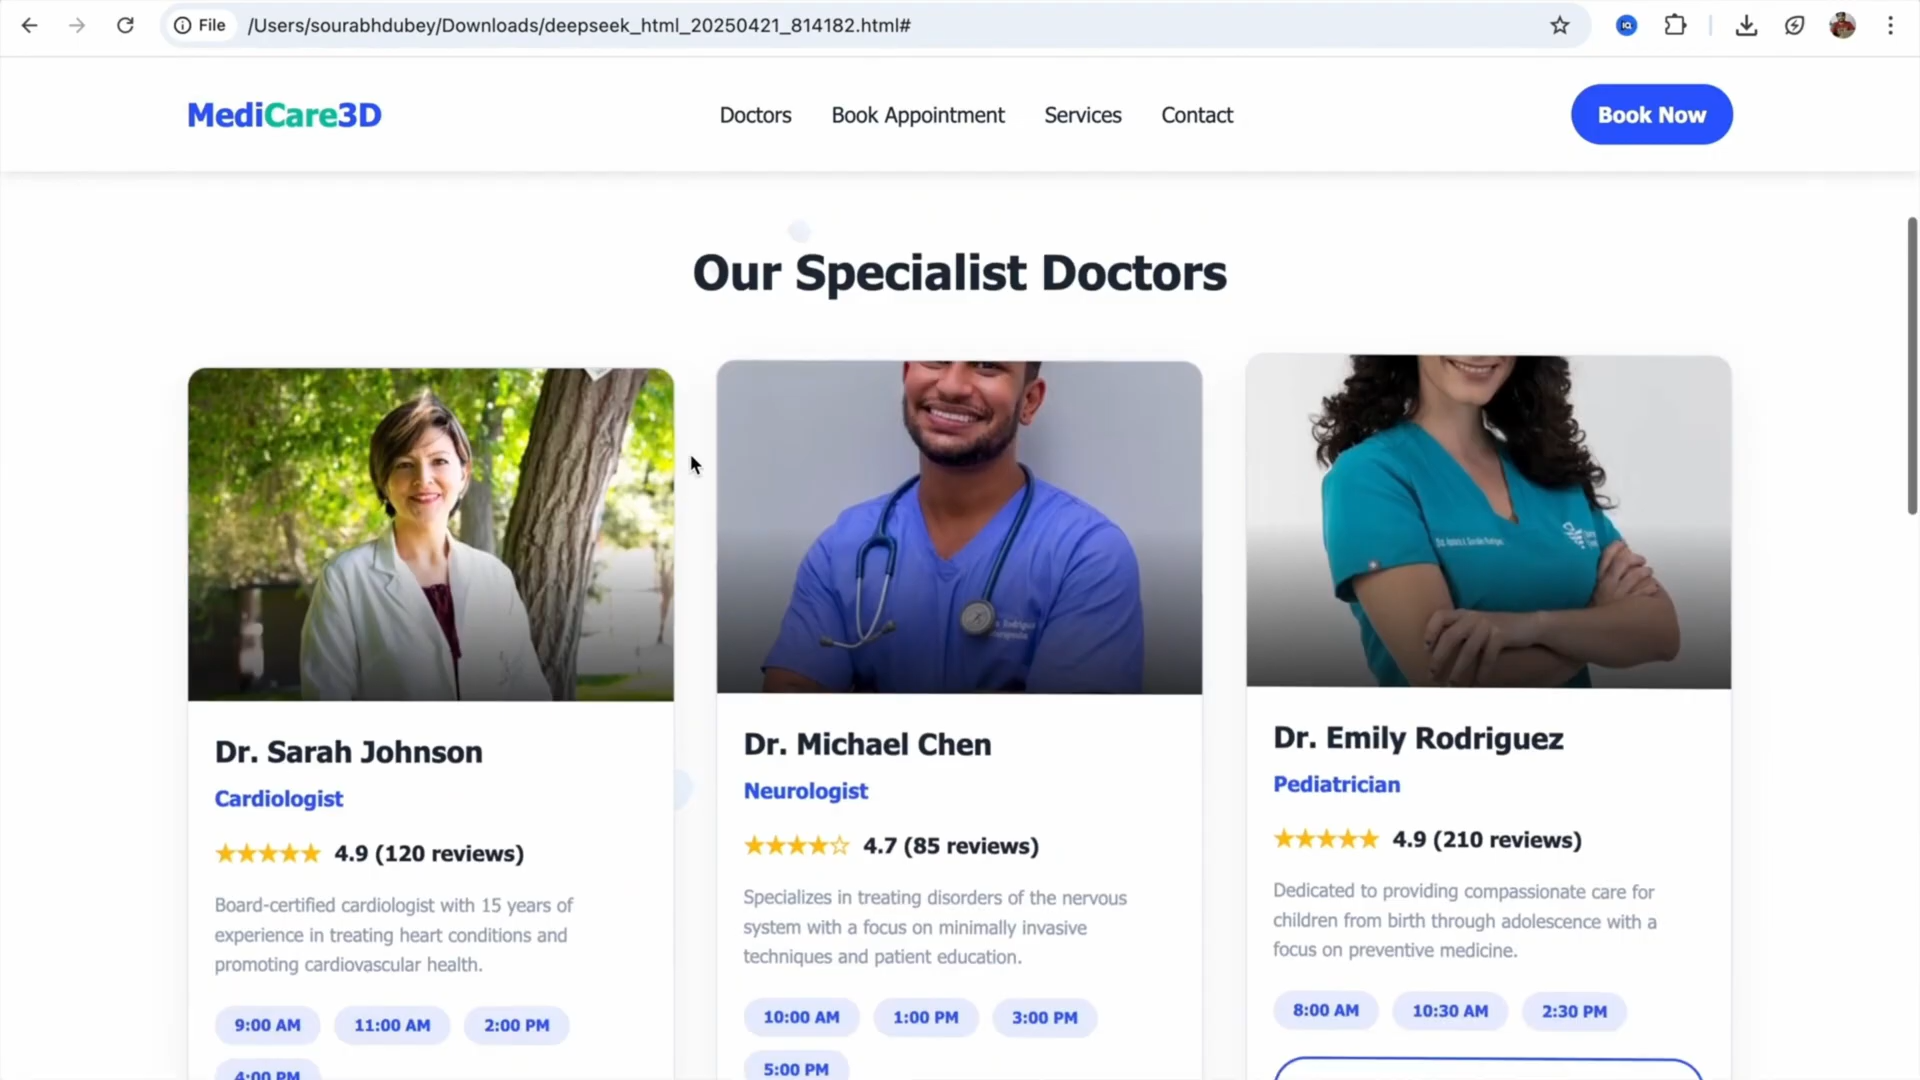 File /Users/sourabhdubey/Downloads/deepseek_html_20250421_814182.html#
MediCare3D
Doctors Book Appointment Services Contact
Book Now
Our Specialist Doctors
Dr. Sarah Johnson
Cardiologist
★★★★★ 4.9 (120 reviews)
Board-certified cardiologist with 15 years of
experience in treating heart conditions and
promoting cardiovascular health.
9:00 AM 11:00 AM 2:00 PM
4:00 PM
Dr. Michael Chen
Neurologist
★★★★☆ 4.7 (85 reviews)
Specializes in treating disorders of the nervous
system with a focus on minimally invasive
techniques and patient education.
10:00 AM 1:00 PM 3:00 PM
5:00 PM
Dr. Emily Rodriguez
Pediatrician
★★★★★ 4.9 (210 reviews)
Dedicated to providing compassionate care for
children from birth through adolescence with a
focus on preventive medicine.
8:00 AM 10:30 AM 2:30 PM